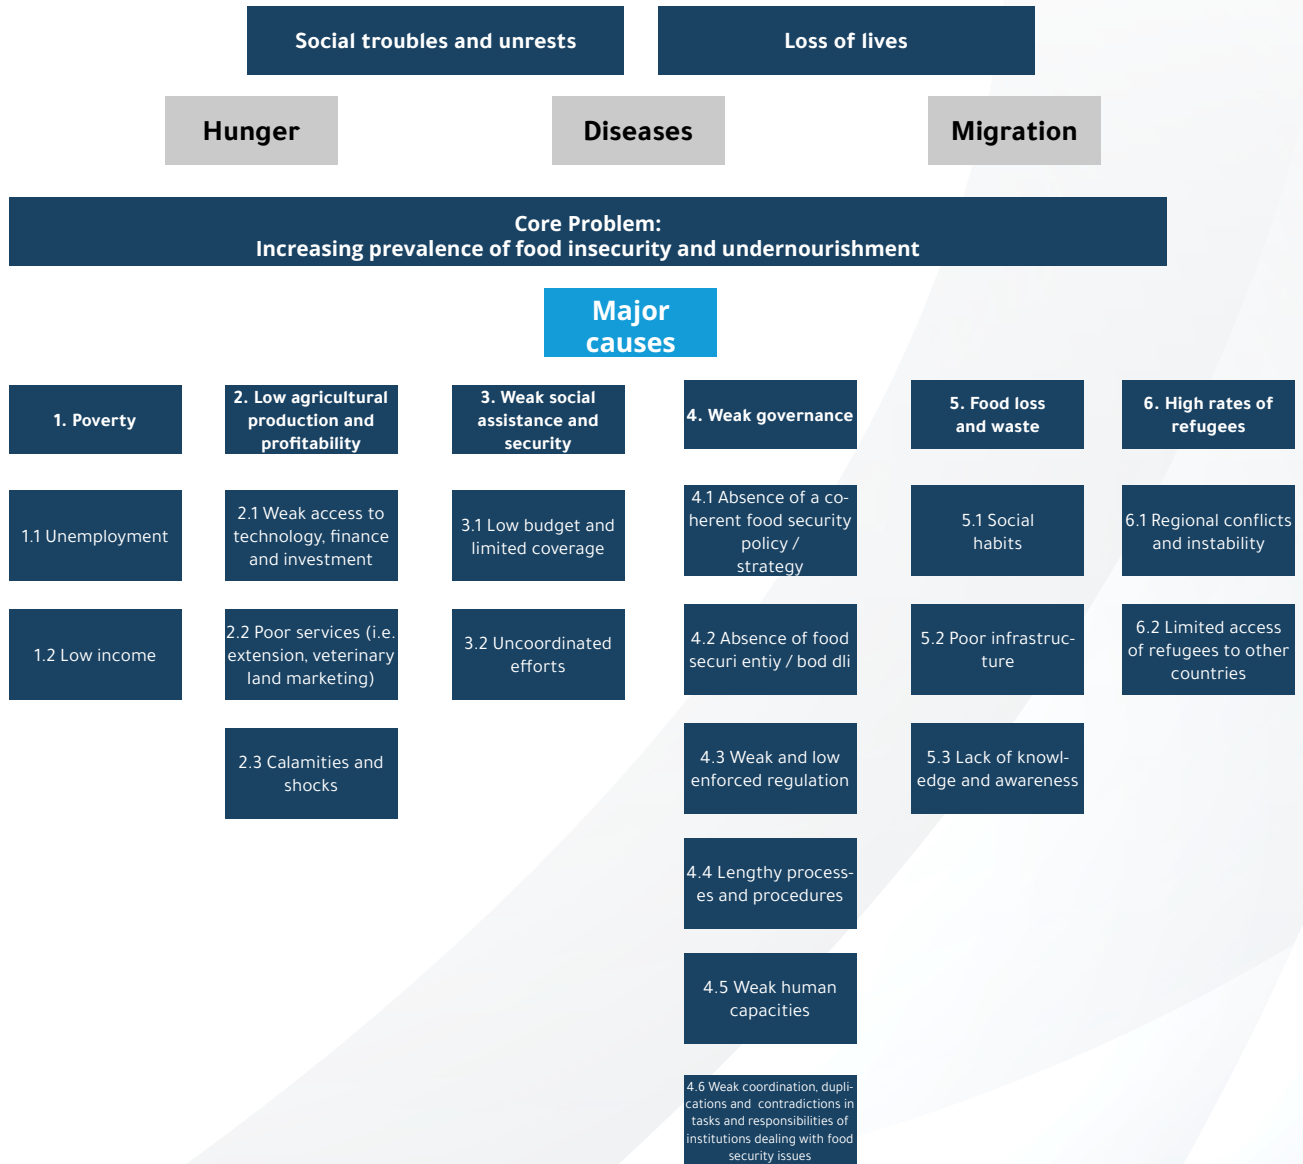 Social troubles and unrests
Loss of lives
Hunger
Diseases
Migration
Core Problem:
Increasing prevalence of food insecurity and undernourishment
Major
causes
1. Poverty
1.1 Unemployment
1.2 Low income
2. Low agricultural
production and
profitability
2.1 Weak access to
technology, finance
and investment
2.2 Poor services (i.e.
extension, veterinary
land marketing)
2.3 Calamities and
shocks
3. Weak social
assistance and
security
3.1 Low budget and
limited coverage
3.2 Uncoordinated
efforts
4. Weak governance
4.1 Absence of a co-
herent food security
policy /
strategy
4.2 Absence of food
securi entiy / bod dli
4.3 Weak and low
enforced regulation
4.4 Lengthy process-
es and procedures
4.5 Weak human
capacities
4.6 Weak coordination, dupli-
cations and contradictions in
tasks and responsibilities of
institutions dealing with food
security issues
5. Food loss
and waste
5.1 Social
habits
5.2 Poor infrastruc-
ture
5.3 Lack of knowl-
edge and awareness
6. High rates of
refugees
6.1 Regional conflicts
and instability
6.2 Limited access
of refugees to other
countries